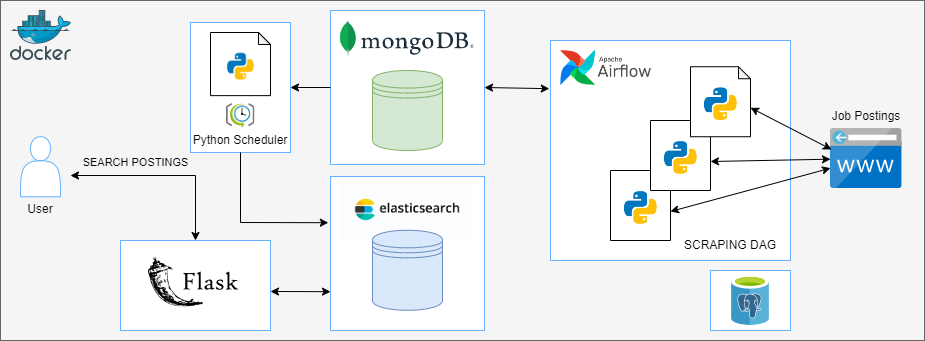 docker
Python Scheduler
mongoDB®
Apache
Airflow
SCRAPING DAG
Job Postings
WWW
SEARCH POSTINGS
User
elasticsearch
Flask